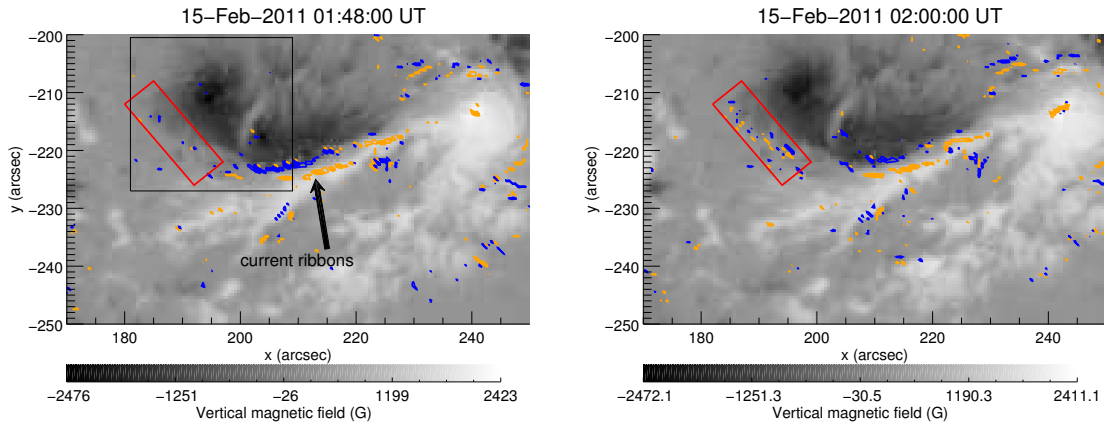 15-Feb-2011 01:48:00 UT
-200
-210
-220
-230
-240
-250
y (arcsec)
current ribbons
180 200 220 240
x (arcsec)
-2476 -1251 -26 1199 2423
Vertical magnetic field (G)
15-Feb-2011 02:00:00 UT
-200
-210
-220
-230
-240
-250
y (arcsec)
180 200 220 240
x (arcsec)
-2472.1 -1251.3 -30.5 1190.3 2411.1
Vertical magnetic field (G)